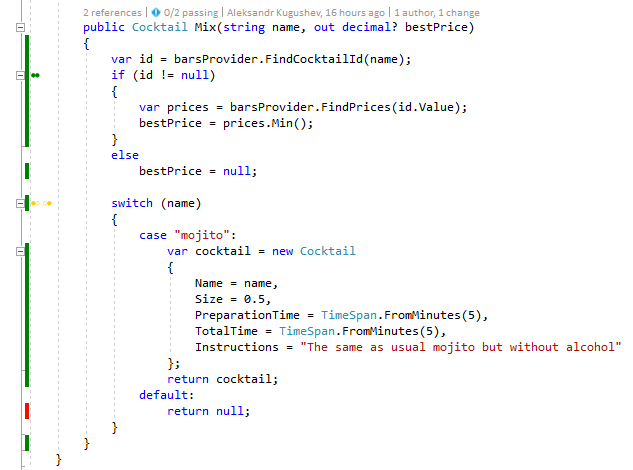 2 references | 0/2 passing | Aleksandr Kugushev, 16 hours ago | 1 author, 1 change
public Cocktail Mix(string name, out decimal? bestPrice)
{
    var id = barsProvider.FindCocktailId(name);
    if (id != null)
    {
        var prices = barsProvider.FindPrices(id.Value);
        bestPrice = prices.Min();
    }
    else
        bestPrice = null;

    switch (name)
    {
        case "mojito":
            var cocktail = new Cocktail
            {
                Name = name,
                Size = 0.5,
                PreparationTime = TimeSpan.FromMinutes(5),
                TotalTime = TimeSpan.FromMinutes(5),
                Instructions = "The same as usual mojito but without alcohol"
            };
            return cocktail;
        default:
            return null;
    }
}
}